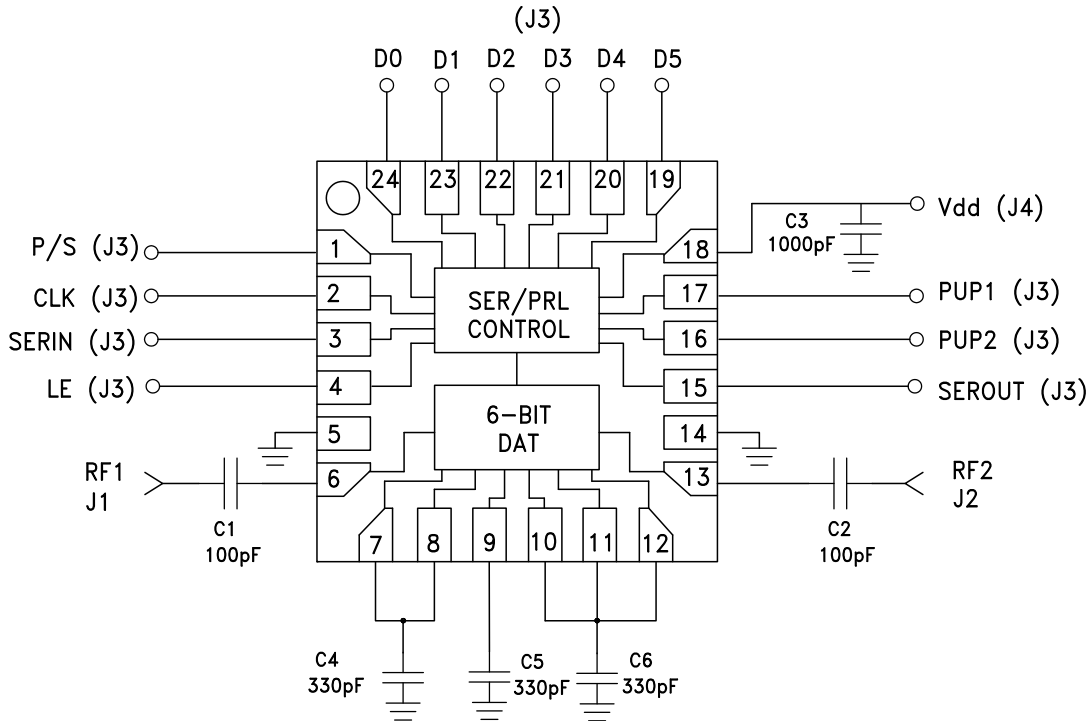 (J3)
D0 D1 D2 D3 D4 D5
24 23 22 21 20 19
P/S (J3)
CLK (J3)
SERIN (J3)
LE (J3)
1
2
3
4
5
6
SER/PRL
CONTROL
6-BIT
DAT
18
17
16
15
14
13
C3
1000pF
Vdd (J4)
PUP1 (J3)
PUP2 (J3)
SEROUT (J3)
RF1
J1
C1
100pF
RF2
J2
C2
100pF
7 8 9 10 11 12
C4
330pF
C5
330pF
C6
330pF